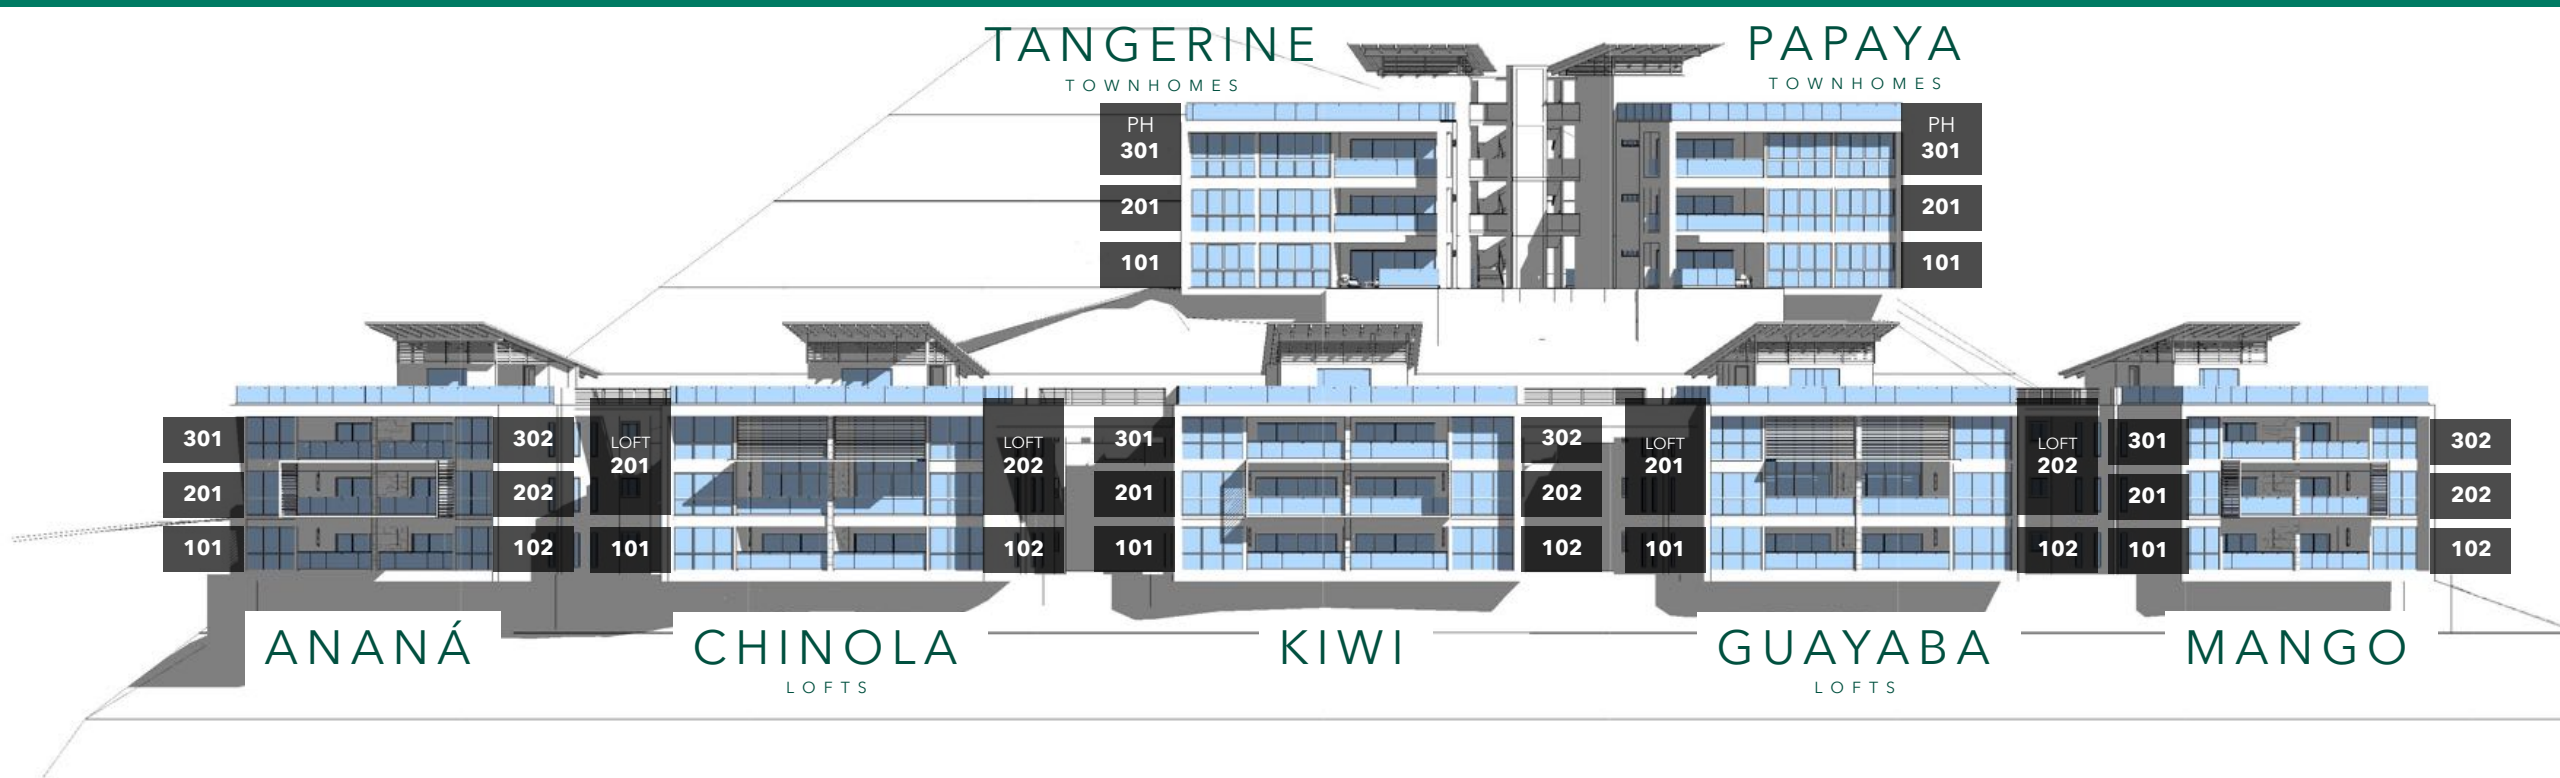 TANGERINE
TOWNHOMES
PAPAYA
TOWNHOMES
PH
301
201
101
PH
301
201
101
301
201
101
302
202
102
LOFT
201
101
LOFT
202
102
301
201
101
302
202
102
LOFT
201
101
LOFT
202
102
301
201
101
302
202
102
ANANÁ
CHINOLA
LOFTS
KIWI
GUAYABA
LOFTS
MANGO